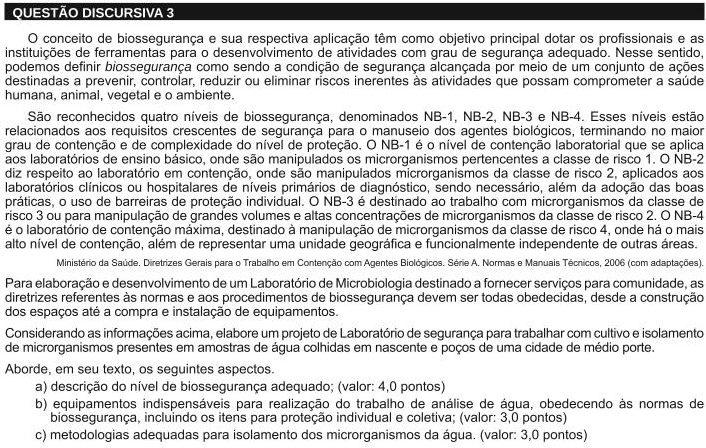 QUESTÃO DISCURSIVA 3
O conceito de biossegurança e sua respectiva aplicação têm como objetivo principal dotar os profissionais e as
instituições de ferramentas para o desenvolvimento de atividades com grau de segurança adequado. Nesse sentido,
podemos definir biossegurança como sendo a condição de segurança alcançada por meio de um conjunto de ações
destinadas a prevenir, controlar, reduzir ou eliminar riscos inerentes às atividades que possam comprometer a saúde
humana, animal, vegetal e o ambiente.
São reconhecidos quatro níveis de biossegurança, denominados NB-1, NB-2, NB-3 e NB-4. Esses níveis estão
relacionados aos requisitos crescentes de segurança para o manuseio dos agentes biológicos, terminando no maior
grau de contenção e de complexidade do nível de proteção. O NB-1 é o nível de contenção laboratorial que se aplica
aos laboratórios de ensino básico, onde são manipulados os microrganismos pertencentes a classe de risco 1. O NB-2
diz respeito ao laboratório em contenção, onde são manipulados microrganismos da classe de risco 2, aplicados aos
laboratórios clínicos ou hospitalares de níveis primários de diagnóstico, sendo necessário, além da adoção das boas
práticas, o uso de barreiras de proteção individual. O NB-3 é destinado ao trabalho com microrganismos da classe de
risco 3 ou para manipulação de grandes volumes e altas concentrações de microrganismos da classe de risco 2. O NB-4
é o laboratório de contenção máxima, destinado à manipulação de microrganismos da classe de risco 4, onde há o mais
alto nível de contenção, além de representar uma unidade geográfica e funcionalmente independente de outras áreas.
Ministério da Saúde. Diretrizes Gerais para o Trabalho em Contenção com Agentes Biológicos. Série A. Normas e Manuais Técnicos, 2006 (com adaptações).
Para elaboração e desenvolvimento de um Laboratório de Microbiologia destinado a fornecer serviços para comunidade, as
diretrizes referentes às normas e aos procedimentos de biossegurança devem ser todas obedecidas, desde a construção
dos espaços até a compra e instalação de equipamentos.
Considerando as informações acima, elabore um projeto de Laboratório de segurança para trabalhar com cultivo e isolamento
de microrganismos presentes em amostras de água colhidas em nascente e poços de uma cidade de médio porte.
Aborde, em seu texto, os seguintes aspectos.
a) descrição do nível de biossegurança adequado; (valor: 4,0 pontos)
b) equipamentos indispensáveis para realização do trabalho de análise de água, obedecendo às normas de
biossegurança, incluindo os itens para proteção individual e coletiva; (valor: 3,0 pontos)
c) metodologias adequadas para isolamento dos microrganismos da água. (valor: 3,0 pontos)